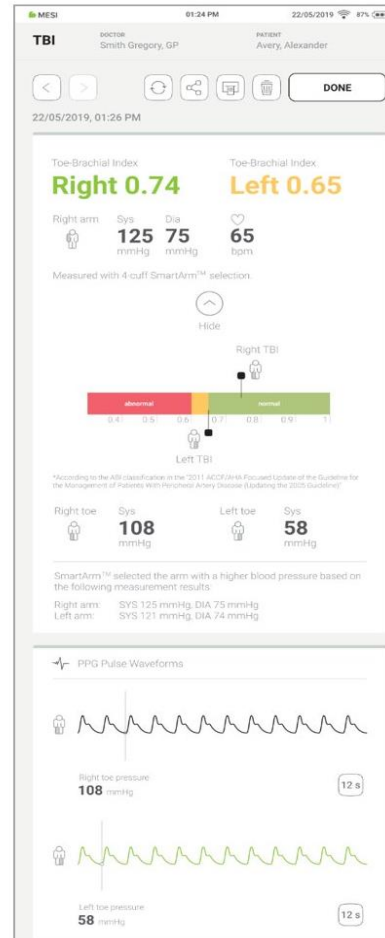 MESI 01:24 PM 22/05/2019 87%
TBI
DOCTOR
Smith Gregory, GP
PATIENT
Avery, Alexander
DONE
22/05/2019, 01:26 PM
Toe-Brachial Index Toe-Brachial Index
Right 0.74 Left 0.65
Right arm Sys Dia
125 75 65
mmHg mmHg bpm
Measured with 4-cuff SmartArm™ selection.
Hide
Right TBI
abnormal normal
0.4 0.5 0.6 0.7 0.8 0.9 1
Left TBI
*According to the ABI classification in the "2011 ACCF/AHA Focused Update of the Guideline for
the Management of Patients With Peripheral Artery Disease (Updating the 2005 Guideline)"
Right toe Sys Left toe Sys
108 58
mmHg mmHg
SmartArm™ selected the arm with a higher blood pressure based on
the following measurement results:
Right arm: SYS 125 mmHg, DIA 75 mmHg
Left arm: SYS 121 mmHg, DIA 74 mmHg
PPG Pulse Waveforms
Right toe pressure
108 mmHg 12 s
Left toe pressure
58 mmHg 12 s